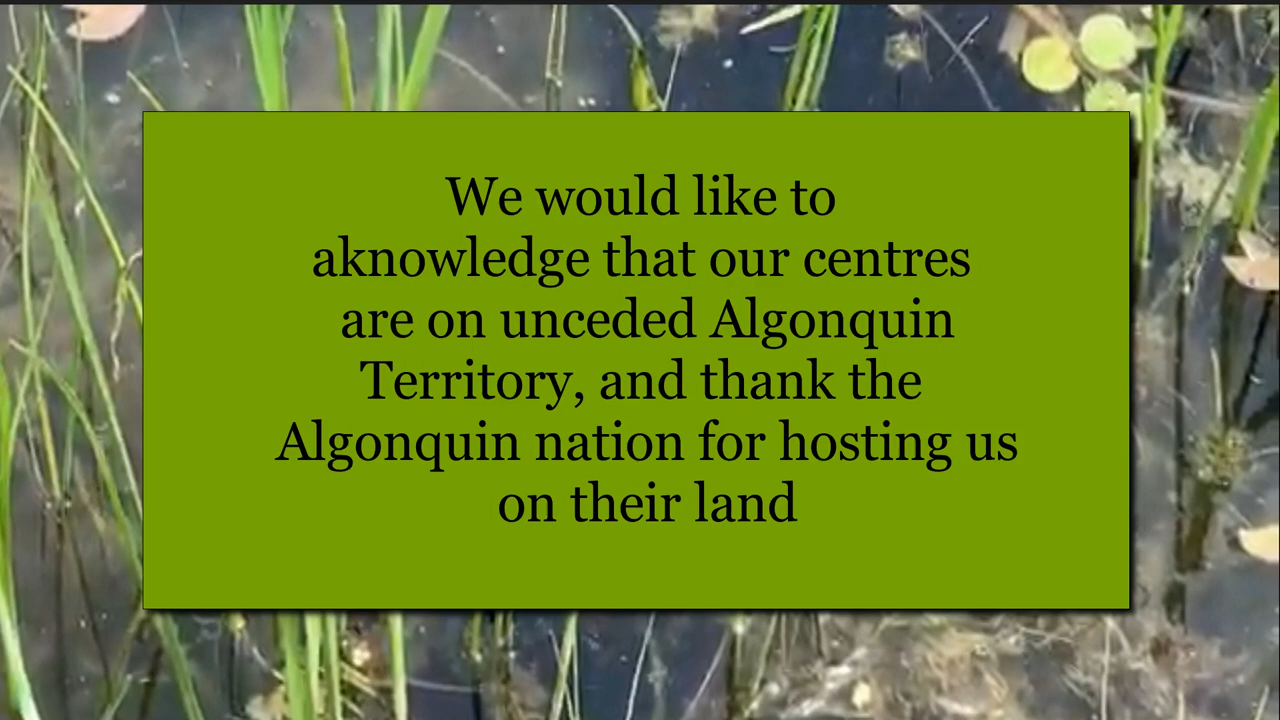 We would like to
aknowledge that our centres
are on unceded Algonquin
Territory, and thank the
Algonquin nation for hosting us
on their land